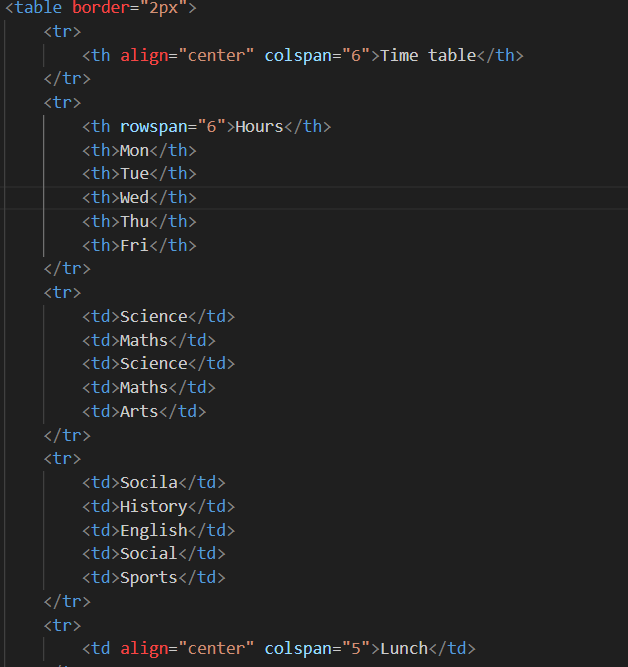 <table border="2px">
<tr>
<th align="center" colspan="6">Time table</th>
</tr>
<tr>
<th rowspan="6">Hours</th>
<th>Mon</th>
<th>Tue</th>
<th>Wed</th>
<th>Thu</th>
<th>Fri</th>
</tr>
<tr>
<td>Science</td>
<td>Maths</td>
<td>Science</td>
<td>Maths</td>
<td>Arts</td>
</tr>
<tr>
<td>Socila</td>
<td>History</td>
<td>English</td>
<td>Social</td>
<td>Sports</td>
</tr>
<tr>
<td align="center" colspan="5">Lunch</td>